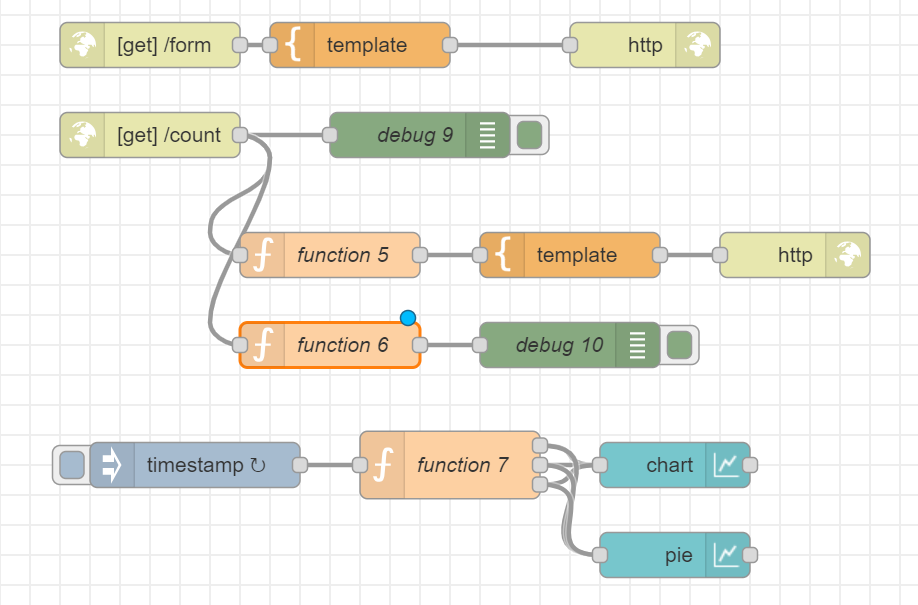 [get] /form
template
http
[get] /count
debug 9
function 5
template
http
function 6
debug 10
timestamp ↻
function 7
chart
pie